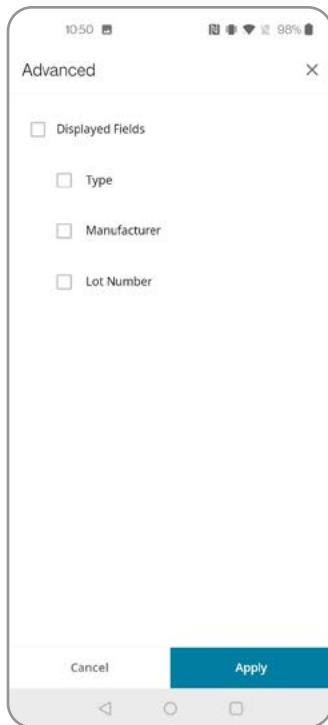 10:50
98%
Advanced
Displayed Fields
Type
Manufacturer
Lot Number
Cancel
Apply